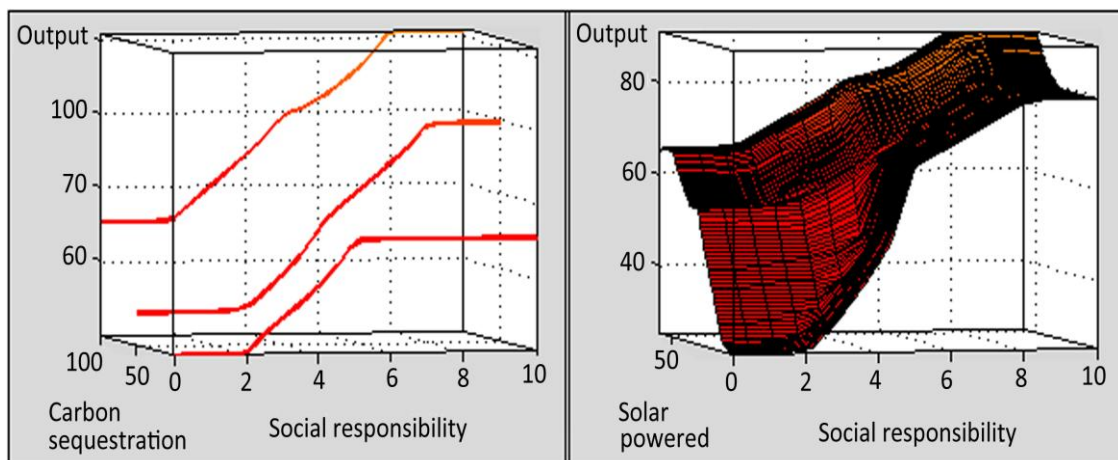 Output
100
70
60
100
50
0
2
4
6
8
10
Carbon
sequestration
Social responsibility
Output
80
60
40
50
0
2
4
6
8
10
Solar
powered
Social responsibility